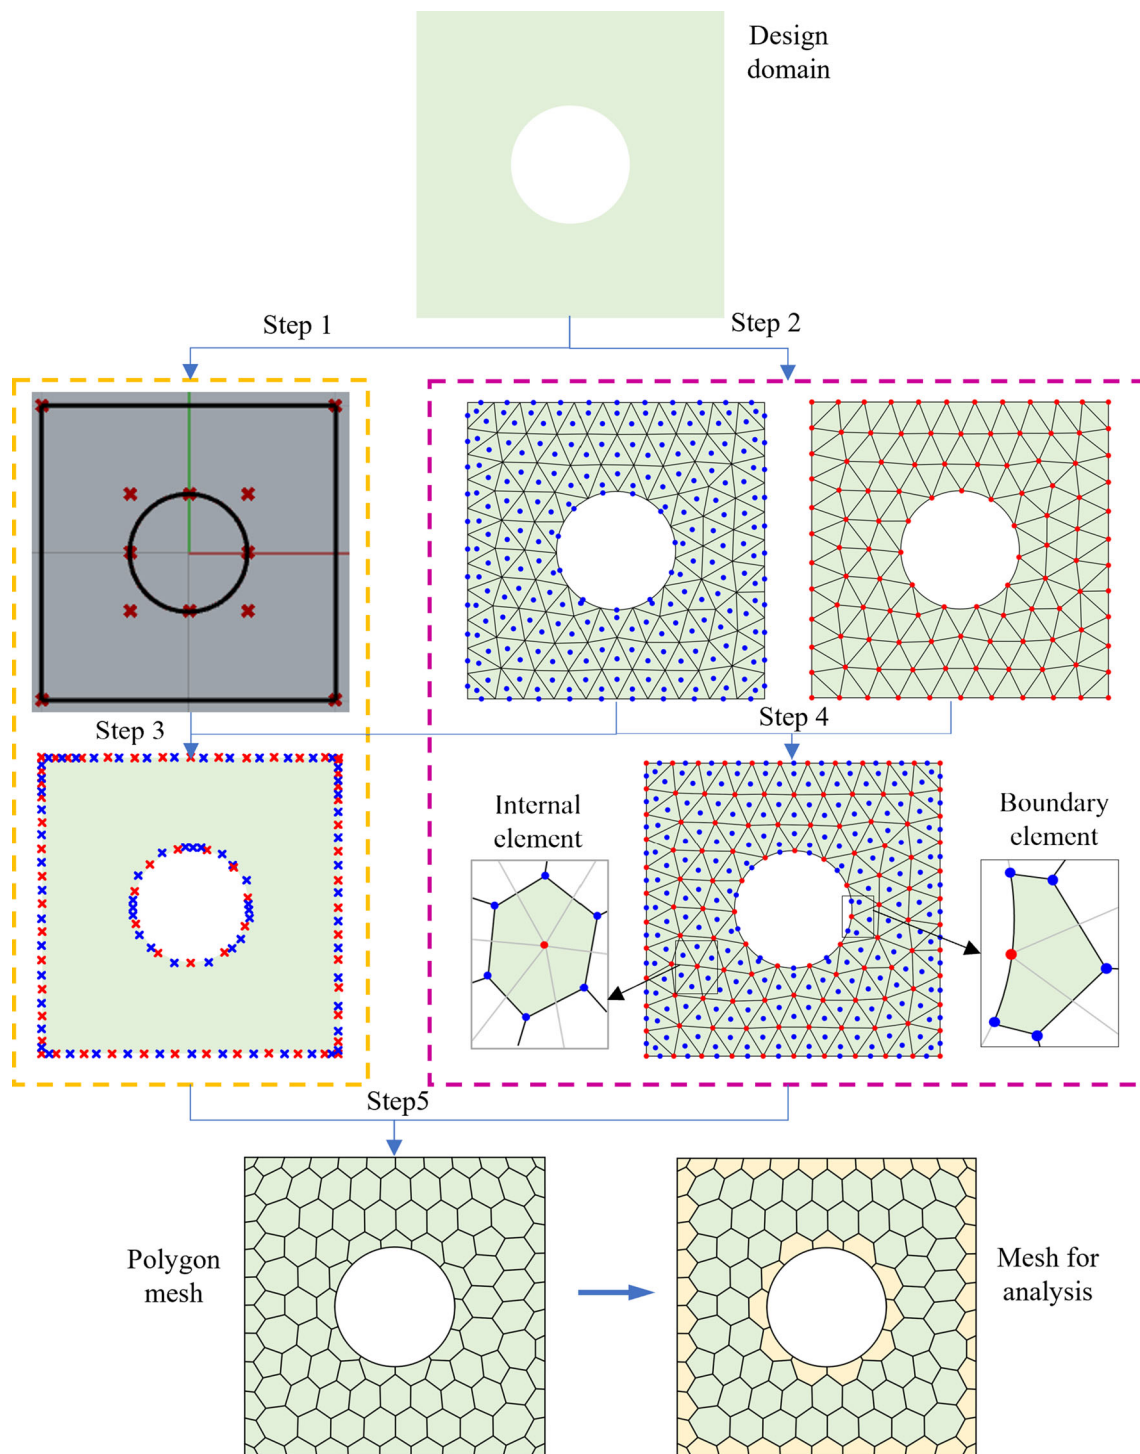 Design
domain
Step 1
Step 2
Step 3
Step 4
Internal
element
Boundary
element
Step5
Polygon
mesh
Mesh for
analysis